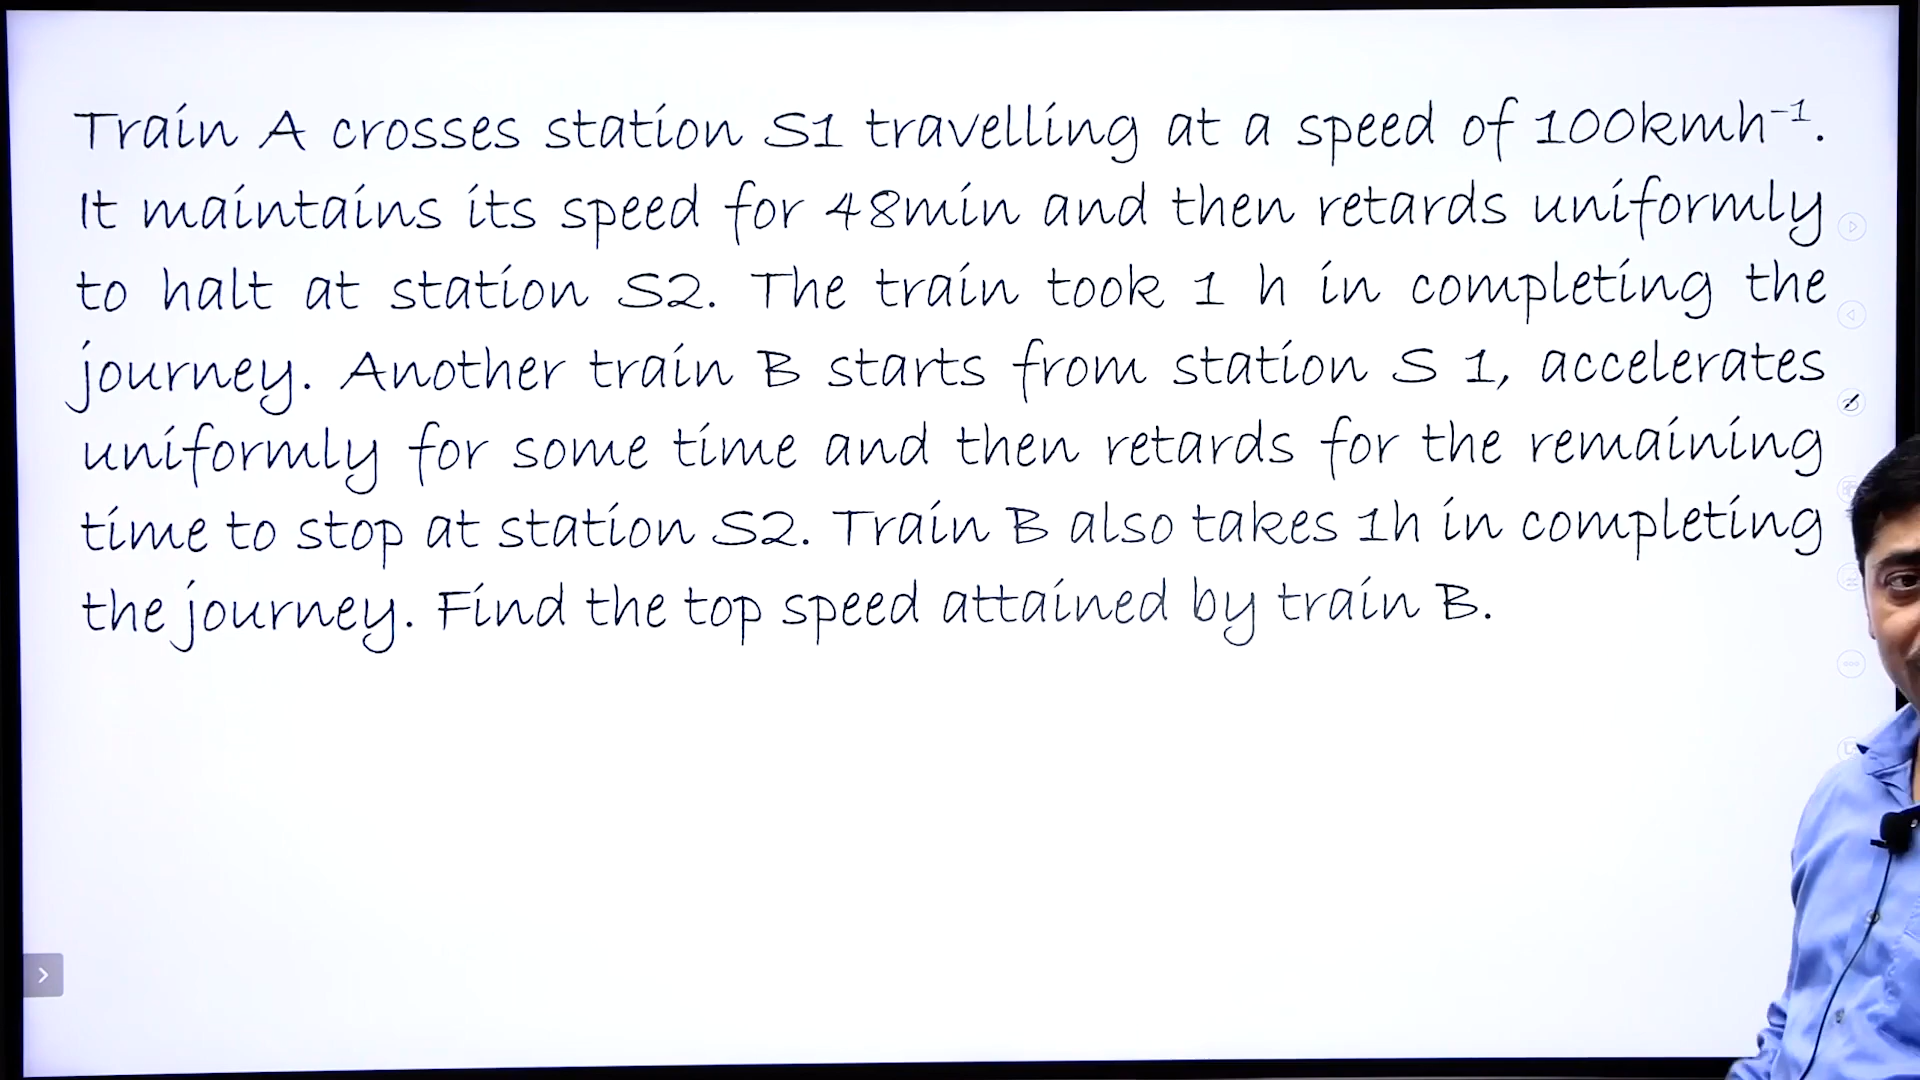 Train A crosses station S1 travelling at a speed of 100kmh⁻¹.
It maintains its speed for 48min and then retards uniformly
to halt at station S2. The train took 1 h in completing the
journey. Another train B starts from station S 1, accelerates
uniformly for some time and then retards for the remaining
time to stop at station S2. Train B also takes 1h in completing
the journey. Find the top speed attained by train B.